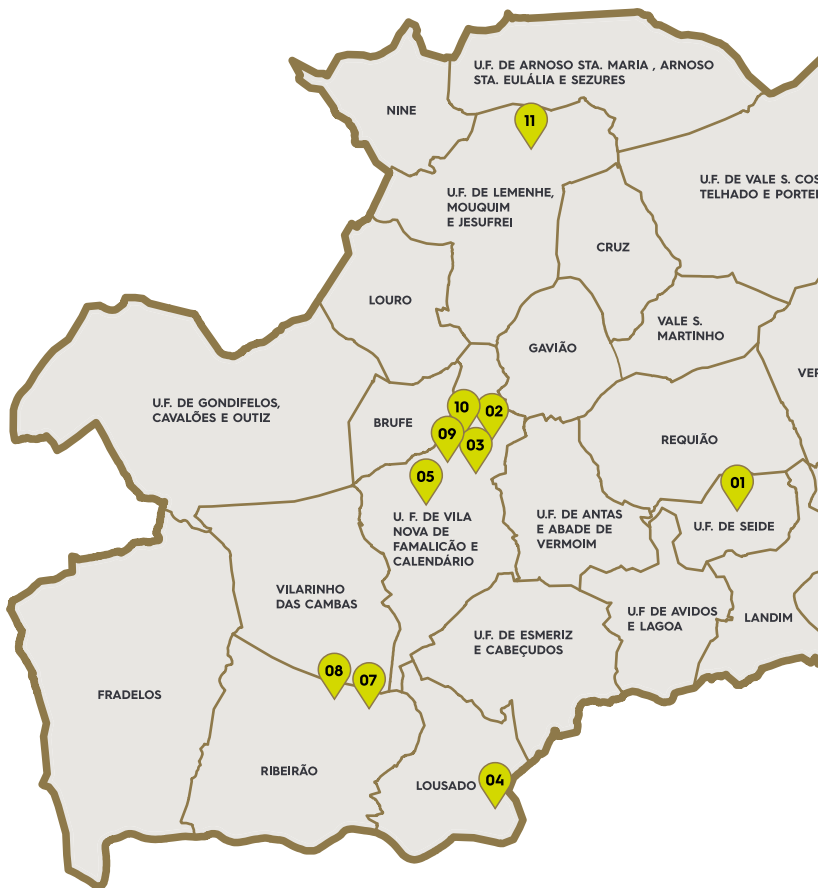 U.F. DE ARNOSO STA. MARIA , ARNOSO
STA. EULÁLIA E SEZURES
NINE
11
U.F. DE VALE S. COS
TELHADO E PORTE
U.F. DE LEMENHE,
MOUQUIM
E JESUFREI
CRUZ
LOURO
VALE S.
MARTINHO
GAVIÃO
VER
U.F. DE GONDIFELOS,
CAVALÕES E OUTIZ
BRUFE
10
02
09
03
REQUIÃO
05
01
U. F. DE VILA
NOVA DE
FAMALICÃO E
CALENDÁRIO
U.F. DE ANTAS
E ABADE DE
VERMOIM
U.F. DE SEIDE
VILARINHO
DAS CAMBAS
U.F DE AVIDOS
E LAGOA
LANDIM
U.F. DE ESMERIZ
E CABEÇUDOS
08
07
FRADELOS
RIBEIRÃO
LOUSADO
04